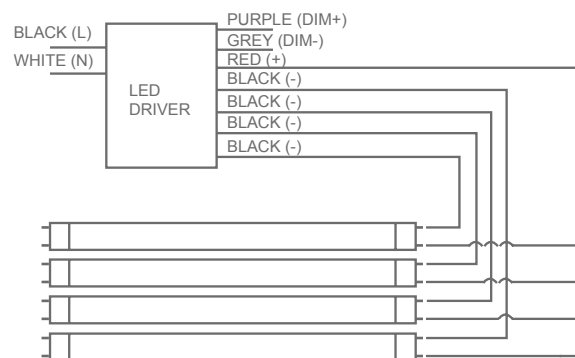 BLACK (L)
WHITE (N)
LED
DRIVER
PURPLE (DIM+)
GREY (DIM-)
RED (+)
BLACK (-)
BLACK (-)
BLACK (-)
BLACK (-)